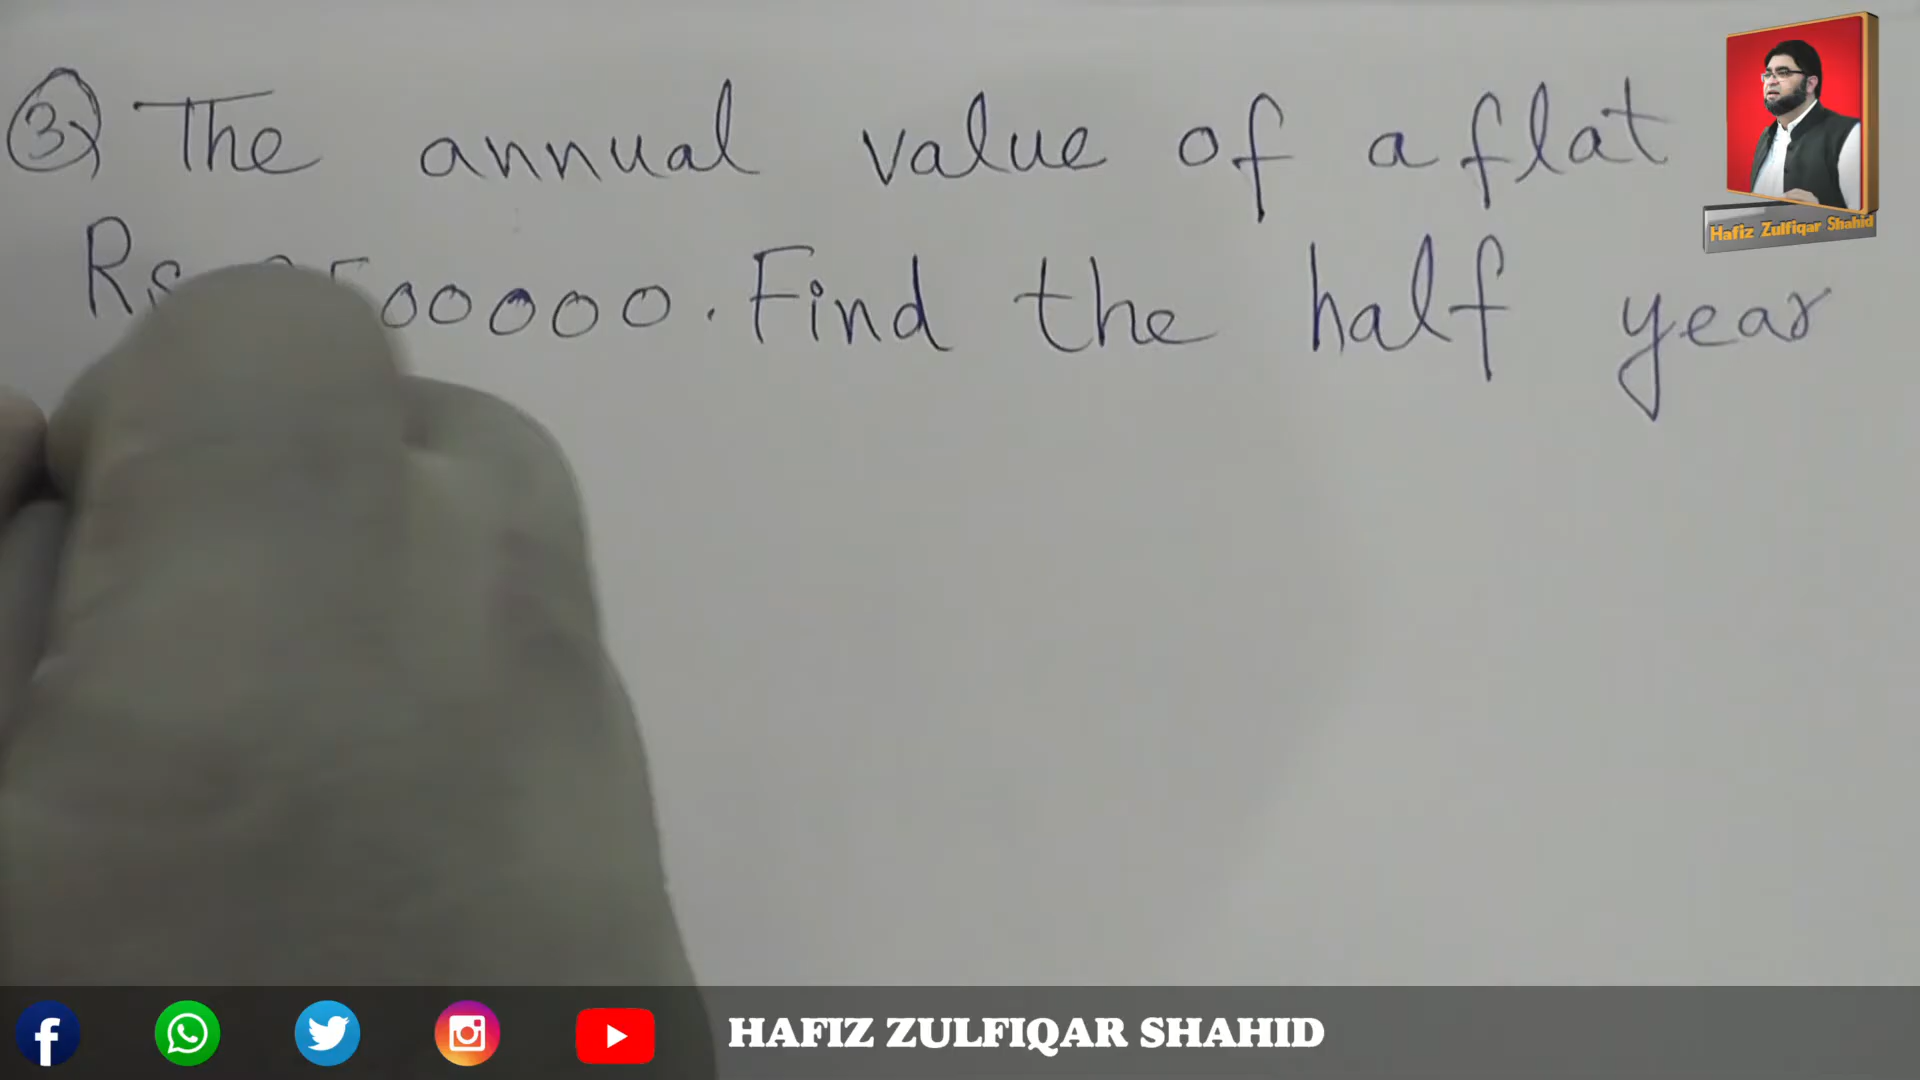 3) The annual value of a flat
Rs 00000. Find the half year
Hafiz Zulfiqar Shahid
HAFIZ ZULFIQAR SHAHID